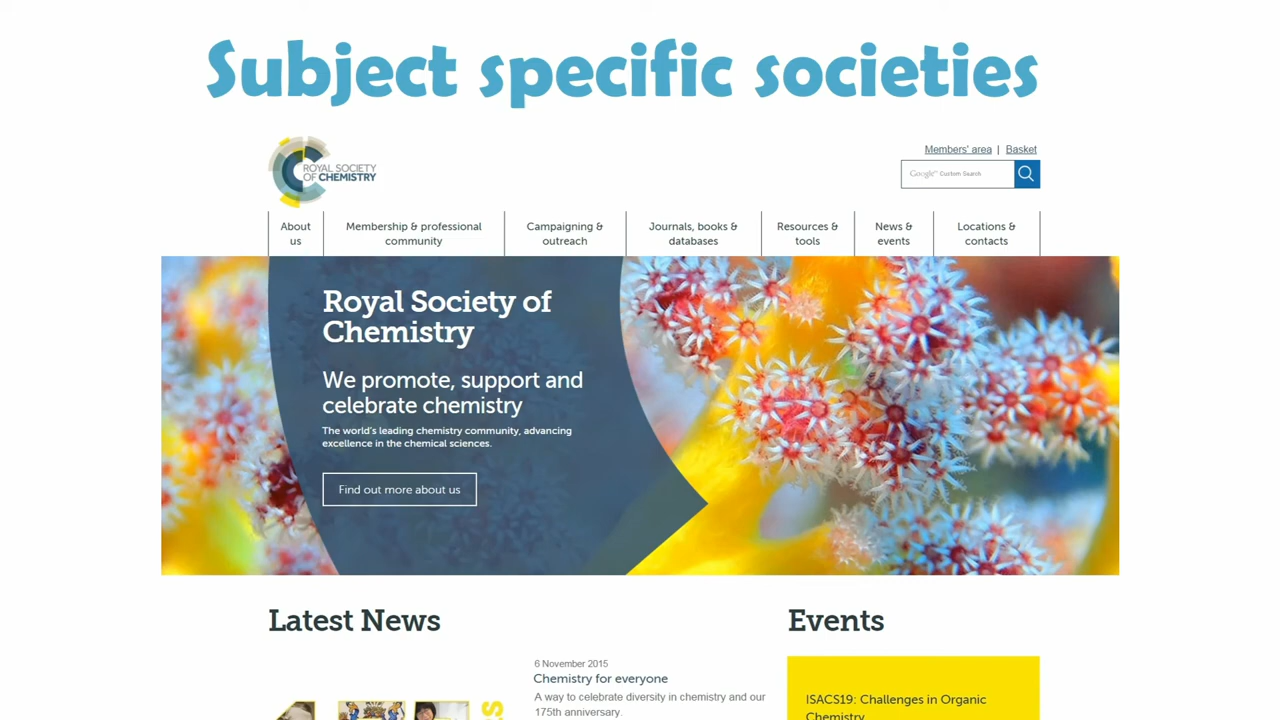 Subject specific societies
ROYAL SOCIETY
OF CHEMISTRY
Members' area | Basket
Google™ Custom Search
About
us
Membership & professional
community
Campaigning &
outreach
Journals, books &
databases
Resources &
tools
News &
events
Locations &
contacts
Royal Society of
Chemistry
We promote, support and
celebrate chemistry
The world's leading chemistry community, advancing
excellence in the chemical sciences.
Find out more about us
Latest News
Events
6 November 2015
Chemistry for everyone
A way to celebrate diversity in chemistry and our
175th anniversary.
ISACS19: Challenges in Organic
Chemistry